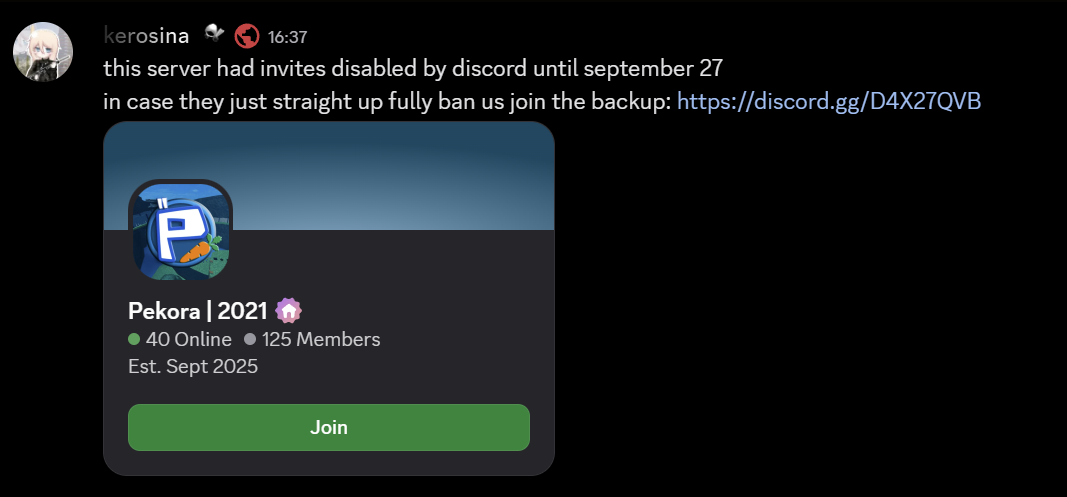 kerosina 16:37
this server had invites disabled by discord until september 27
in case they just straight up fully ban us join the backup: https://discord.gg/D4X27QVB
P
Pekora | 2021
40 Online 125 Members
Est. Sept 2025
Join